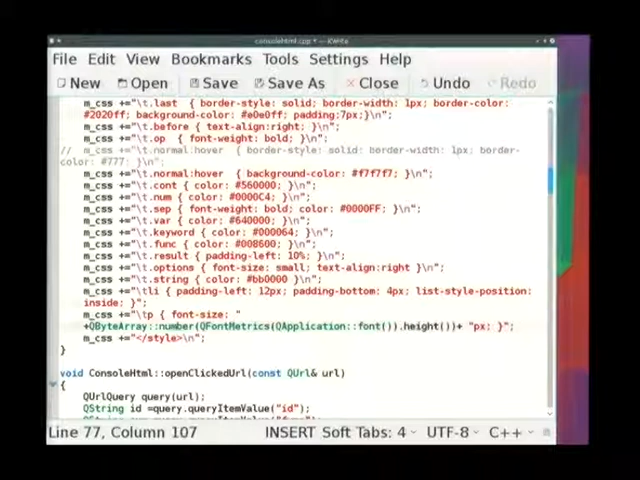 consoleHtml.cpp * — KWrite
File Edit View Bookmarks Tools Settings Help
New Open Save Save As Close Undo Redo
m_css +="\t.last  { border-style: solid; border-width: 1px; border-color:
#2020ff; background-color: #e0e0ff; padding:7px;}\n";
m_css +="\t.before { text-align:right; }\n";
m_css +="\t.op  { font-weight: bold; }\n";
//  m_css +="\t.normal:hover  { border-style: solid: border-width: 1px; border-
color: #777; }\n";
m_css +="\t.normal:hover  { background-color: #f7f7f7; }\n";
m_css +="\t.cont { color: #560000; }\n";
m_css +="\t.num { color: #0000C4; }\n";
m_css +="\t.sep { font-weight: bold; color: #0000FF; }\n";
m_css +="\t.var { color: #640000; }\n";
m_css +="\t.keyword { color: #000064; }\n";
m_css +="\t.func { color: #008600; }\n";
m_css +="\t.result { padding-left: 10%; }\n";
m_css +="\t.options { font-size: small; text-align:right }\n";
m_css +="\t.string { color: #bb0000 }\n";
m_css +="\tli { padding-left: 12px; padding-bottom: 4px; list-style-position:
inside; }";
m_css +="\tp { font-size: "
+QByteArray::number(QFontMetrics(QApplication::font()).height())+ "px; }";
m_css +="</style>\n";
}
void ConsoleHtml::openClickedUrl(const QUrl& url)
{
QUrlQuery query(url);
QString id =query.queryItemValue("id");
Line 77, Column 107 INSERT Soft Tabs: 4 UTF-8 C++